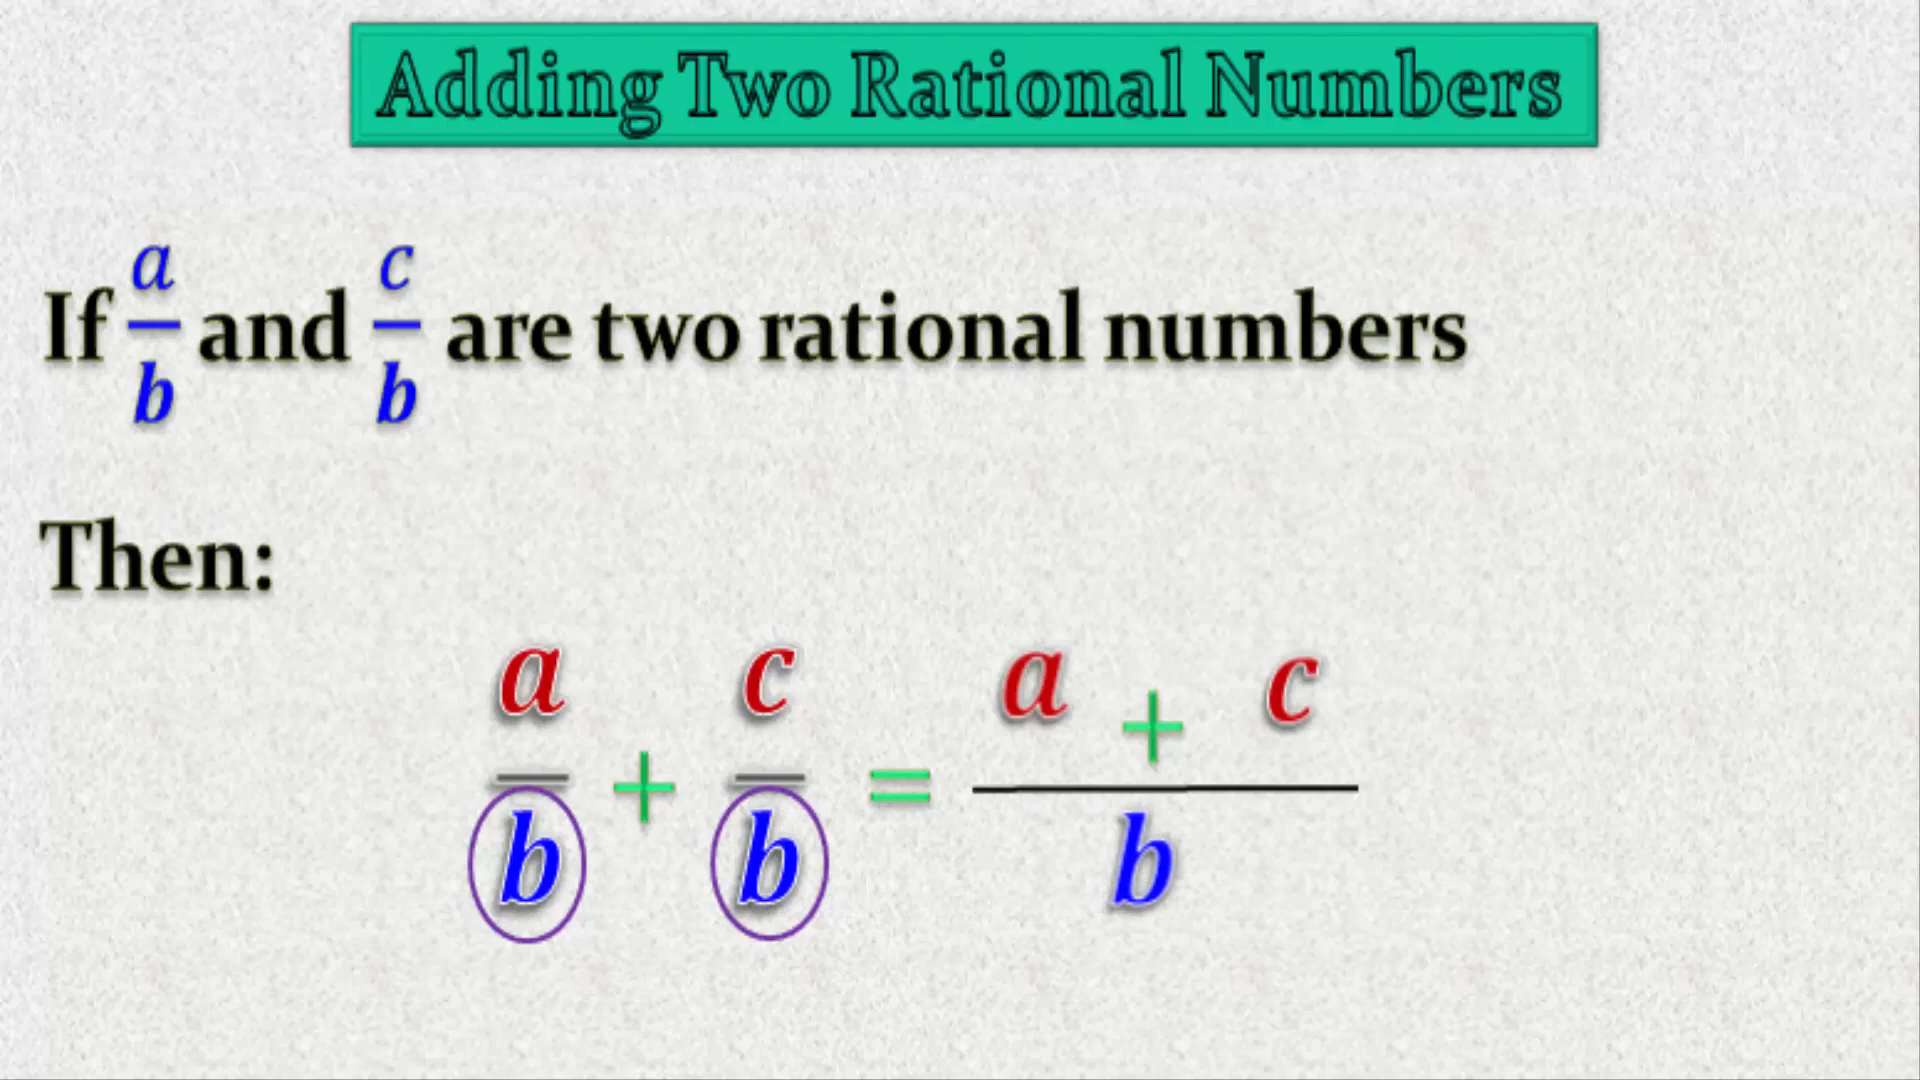 Adding Two Rational Numbers
If a/b and c/b are two rational numbers
Then:
a/b + c/b = a + c/b